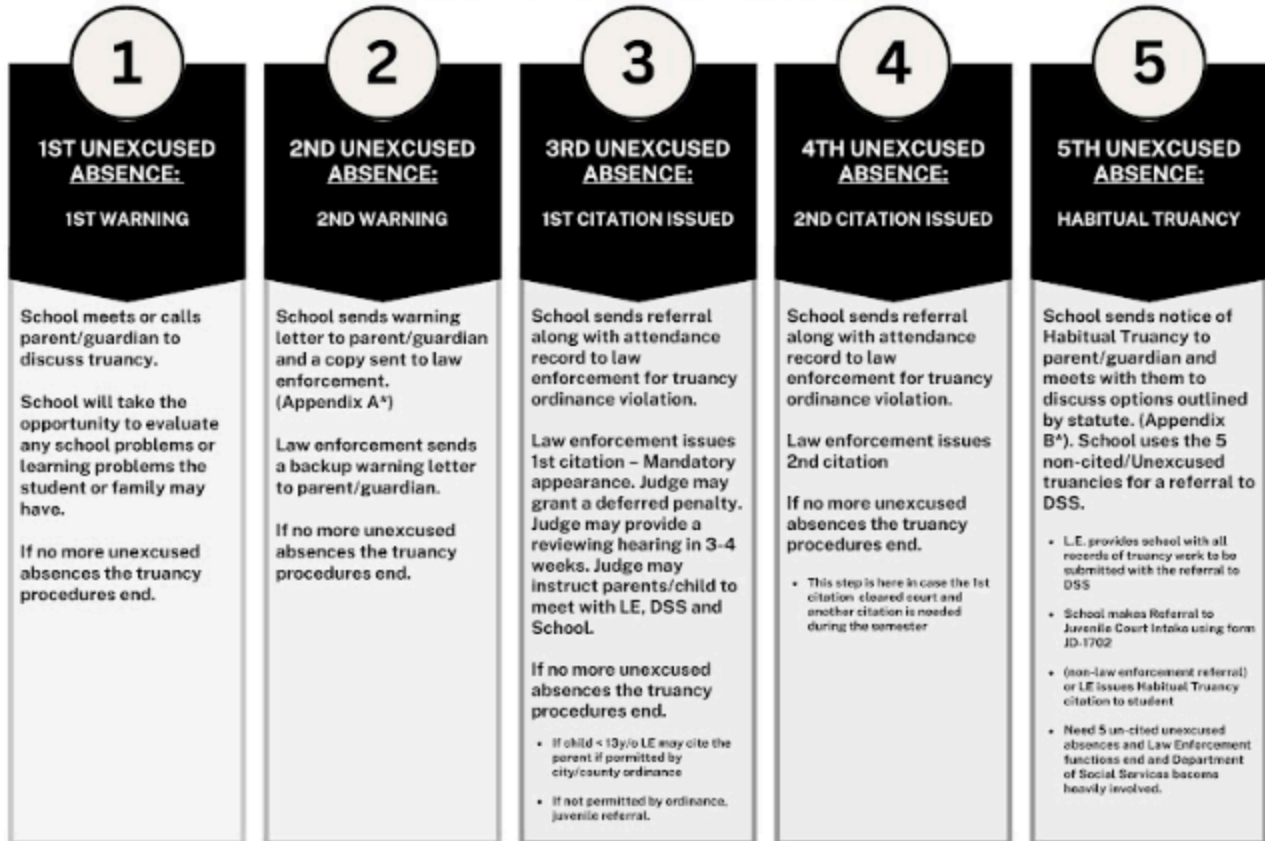 1
1ST UNEXCUSED
ABSENCE:
1ST WARNING
School meets or calls
parent/guardian to
discuss truancy.
School will take the
opportunity to evaluate
any school problems or
learning problems the
student or family may
have.
If no more unexcused
absences the truancy
procedures end.
2
2ND UNEXCUSED
ABSENCE:
2ND WARNING
School sends warning
letter to parent/guardian
and a copy sent to law
enforcement.
(Appendix A*)
Law enforcement sends
a backup warning letter
to parent/guardian.
If no more unexcused
absences the truancy
procedures end.
3
3RD UNEXCUSED
ABSENCE:
1ST CITATION ISSUED
School sends referral
along with attendance
record to law
enforcement for truancy
ordinance violation.
Law enforcement issues
1st citation – Mandatory
appearance. Judge may
grant a deferred penalty.
Judge may provide a
reviewing hearing in 3-4
weeks. Judge may
instruct parents/child to
meet with LE, DSS and
School.
If no more unexcused
absences the truancy
procedures end.
• If child < 13y/o LE may cite the
parent if permitted by
city/county ordinance
• If not permitted by ordinance,
juvenile referral.
4
4TH UNEXCUSED
ABSENCE:
2ND CITATION ISSUED
School sends referral
along with attendance
record to law
enforcement for truancy
ordinance violation.
Law enforcement issues
2nd citation
If no more unexcused
absences the truancy
procedures end.
• This step is here in case the 1st
citation cleared court and
another citation is needed
during the semester
5
5TH UNEXCUSED
ABSENCE:
HABITUAL TRUANCY
School sends notice of
Habitual Truancy to
parent/guardian and
meets with them to
discuss options outlined
by statute. (Appendix
B*). School uses the 5
non-cited/Unexcused
truancies for a referral to
DSS.
• L.E. provides school with all
records of truancy work to be
submitted with the referral to
DSS
• School makes Referral to
Juvenile Court Intake using form
JD-1702
• (non-law enforcement referral)
or LE issues Habitual Truancy
citation to student
• Need 5 un-cited unexcused
absences and Law Enforcement
functions end and Department
of Social Services become
heavily involved.